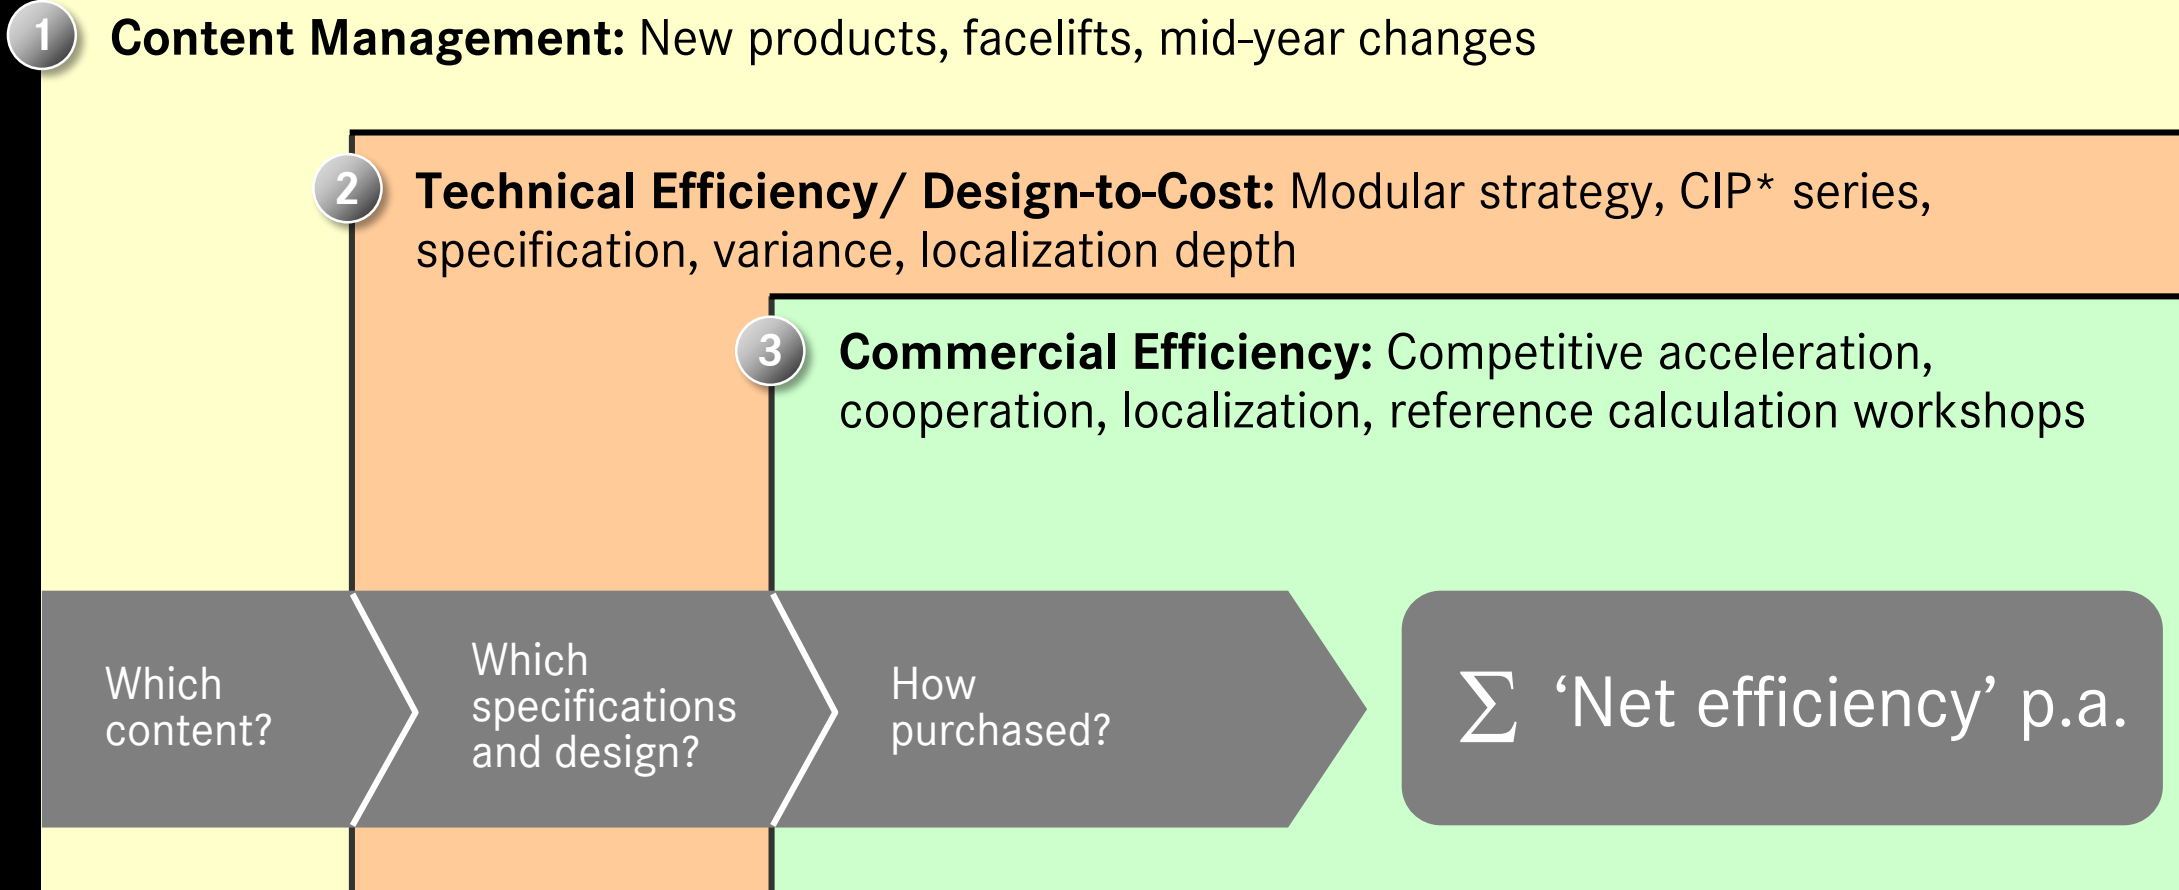 1
Content Management: New products, facelifts, mid-year changes
2
Technical Efficiency/ Design-to-Cost: Modular strategy, CIP* series,
specification, variance, localization depth
3
Commercial Efficiency: Competitive acceleration,
cooperation, localization, reference calculation workshops
Which
content?
Which
specifications
and design?
How
purchased?
∑ ‘Net efficiency’ p.a.